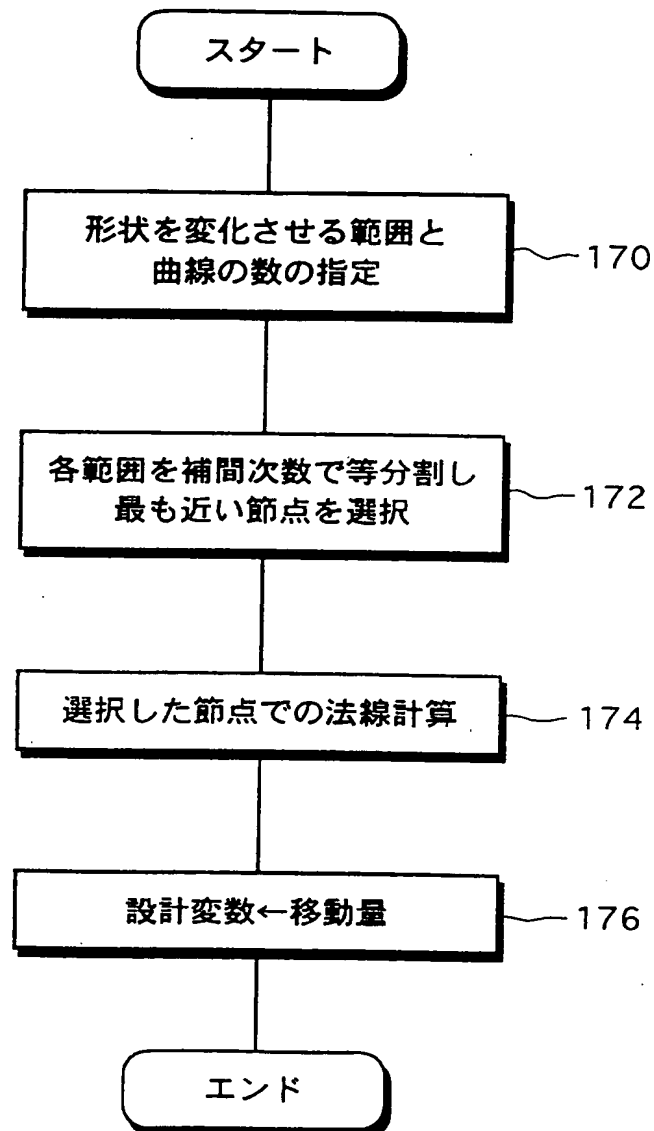 スタート
形状を変化させる範囲と
曲線の数の指定
170
各範囲を補間次数で等分割し
最も近い節点を選択
172
選択した節点での法線計算
174
設計変数←移動量
176
エンド